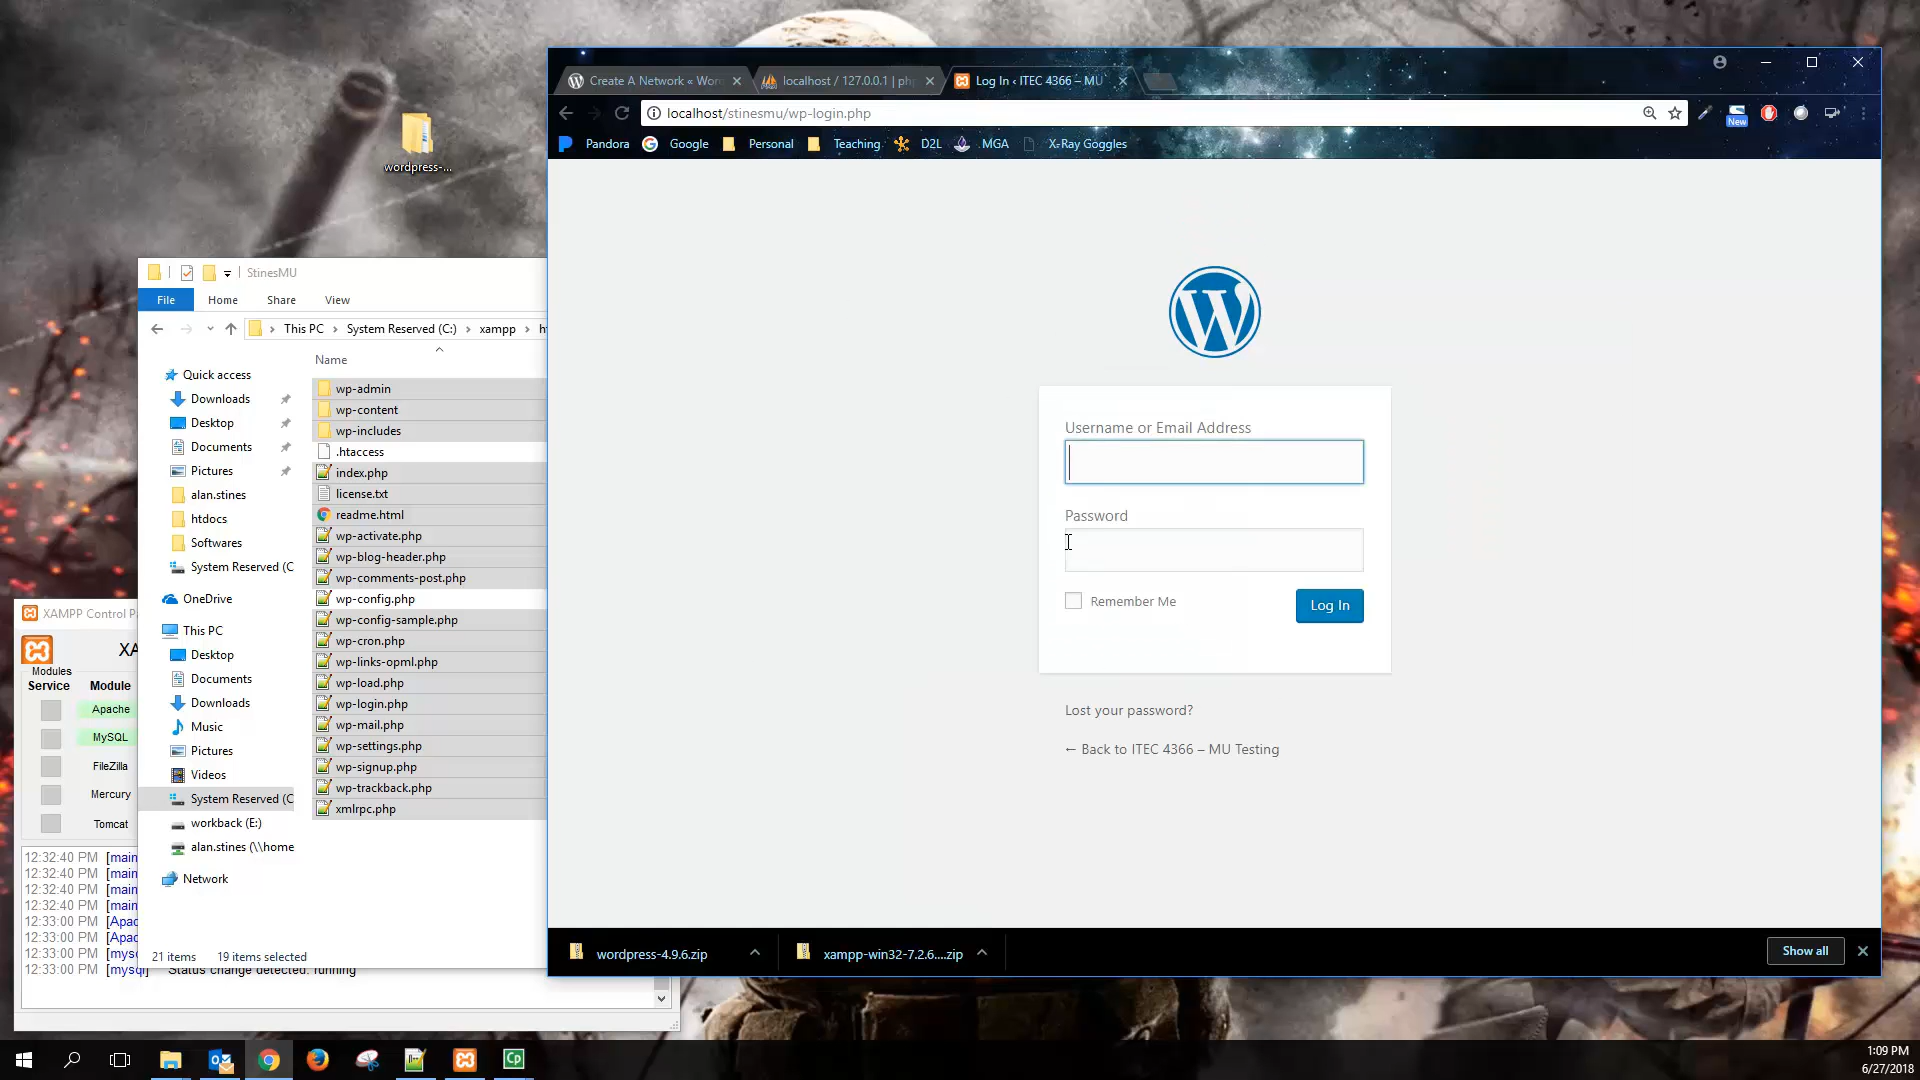 wordpress-...
Create A Network « Wor
localhost / 127.0.0.1 | ph
Log In ‹ ITEC 4366 – MU
localhost/stinesmu/wp-login.php
New
Pandora
Google
Personal
Teaching
D2L
MGA
X-Ray Goggles
StinesMU
File
Home
Share
View
This PC
System Reserved (C:)
xampp
Name
Quick access
Downloads
Desktop
Documents
Pictures
alan.stines
htdocs
Softwares
System Reserved (C
OneDrive
This PC
Desktop
Documents
Downloads
Music
Pictures
Videos
System Reserved (C
workback (E:)
alan.stines (\\home
Network
wp-admin
wp-content
wp-includes
.htaccess
index.php
license.txt
readme.html
wp-activate.php
wp-blog-header.php
wp-comments-post.php
wp-config.php
wp-config-sample.php
wp-cron.php
wp-links-opml.php
wp-load.php
wp-login.php
wp-mail.php
wp-settings.php
wp-signup.php
wp-trackback.php
xmlrpc.php
21 items
19 items selected
Username or Email Address
Password
Remember Me
Log In
Lost your password?
← Back to ITEC 4366 – MU Testing
wordpress-4.9.6.zip
xampp-win32-7.2.6....zip
Show all
XAMPP Control P
XA
Modules
Service
Module
Apache
MySQL
FileZilla
Mercury
Tomcat
12:32:40 PM [main
12:32:40 PM [main
12:32:40 PM [main
12:32:40 PM [main
12:33:00 PM [Apac
12:33:00 PM [Apac
12:33:00 PM [mysq
12:33:00 PM [mysql] Status change detected: running
Cp
1:09 PM
6/27/2018